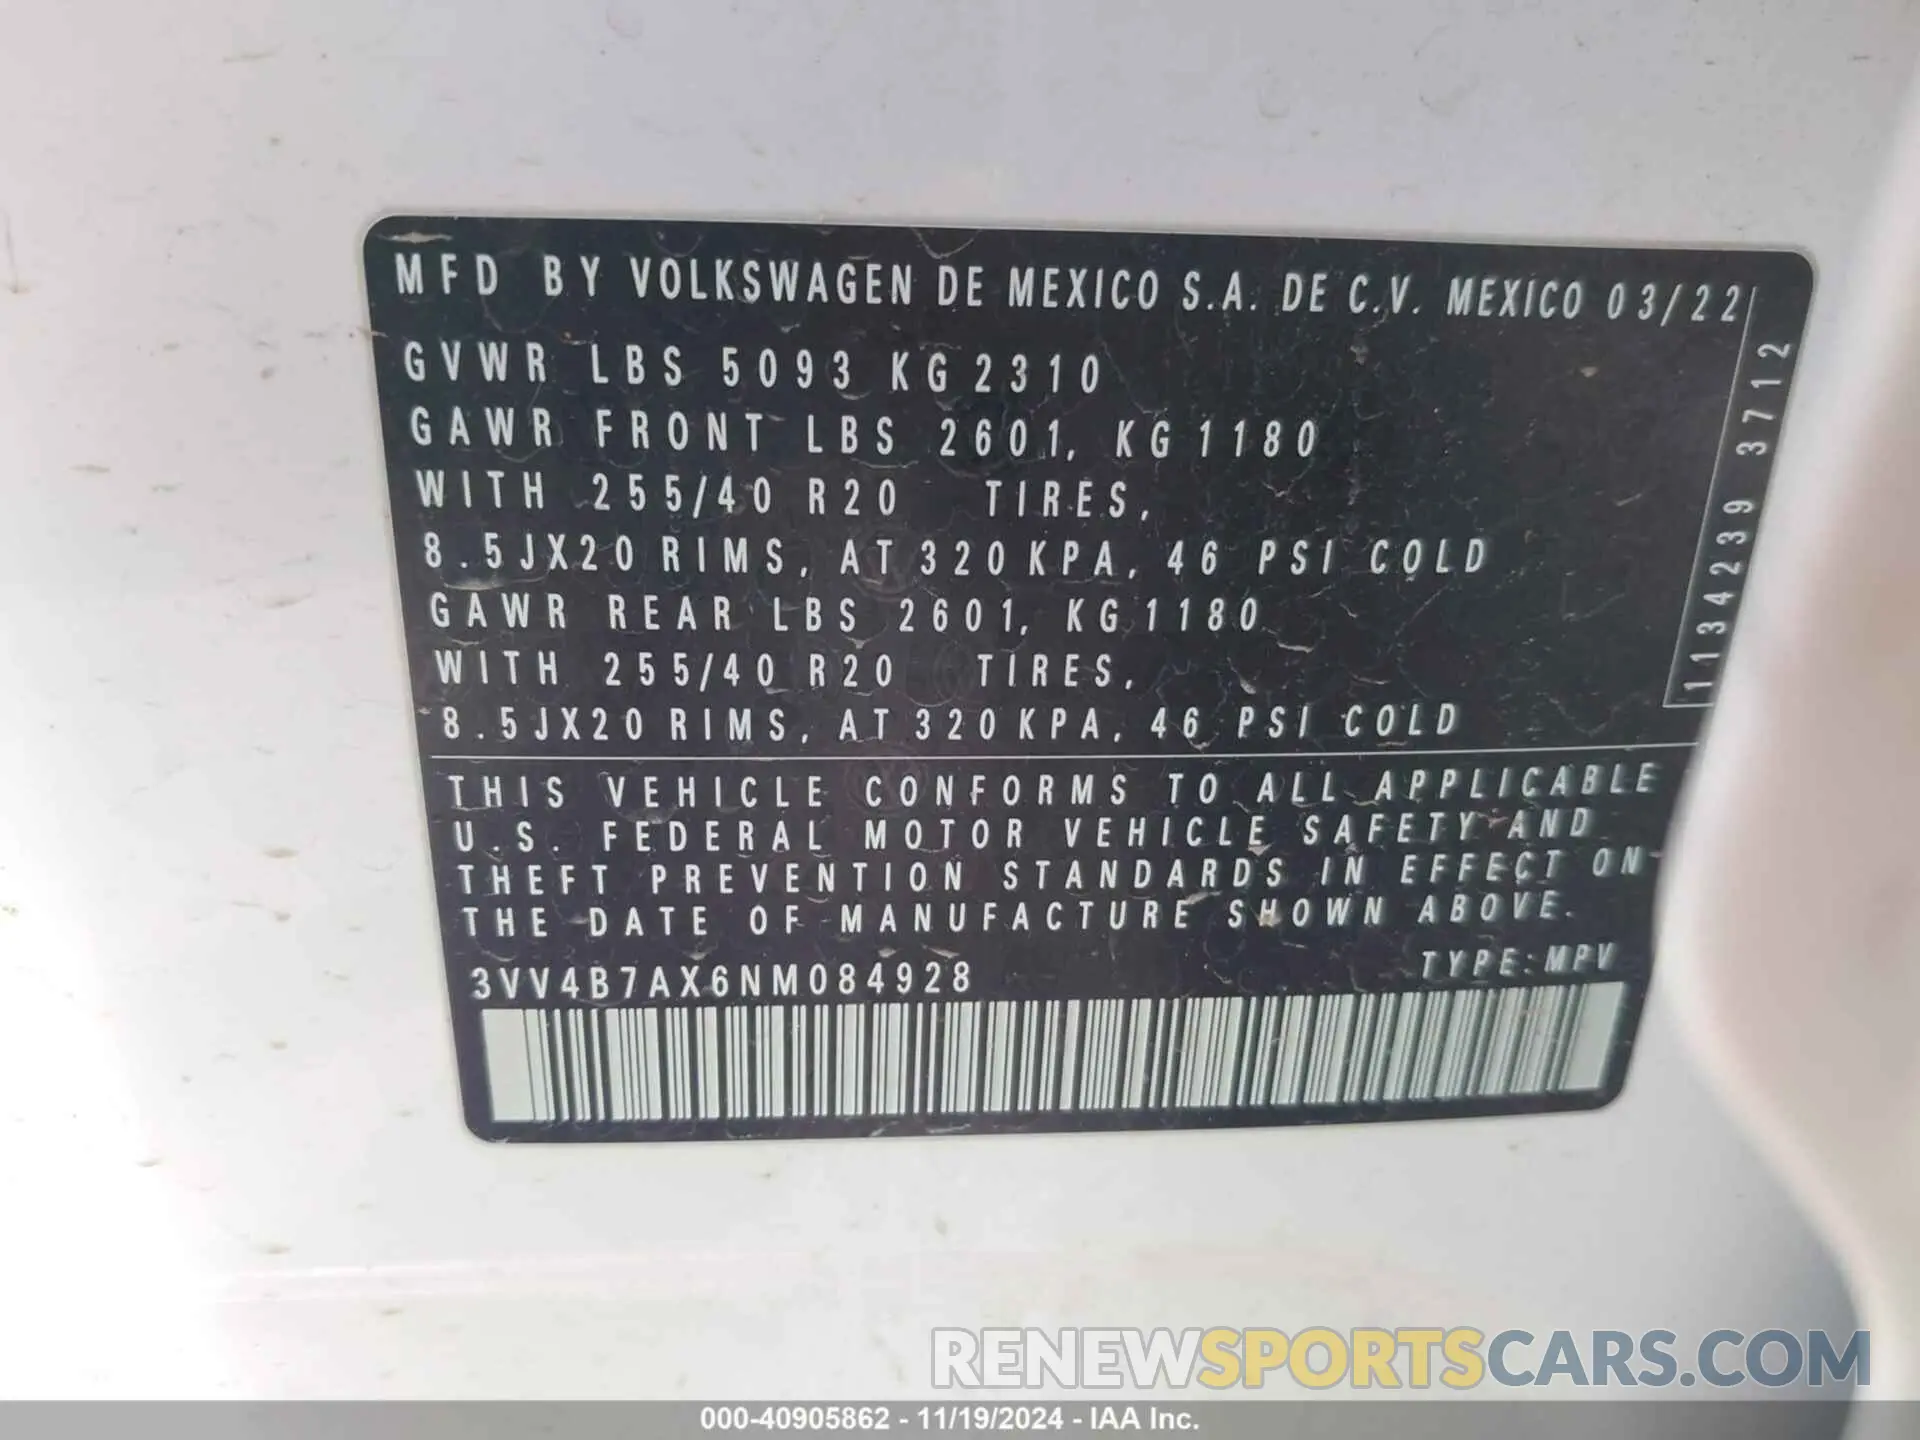 MFD BY VOLKSWAGEN DE MEXICO S.A. DE C.V. MEXICO 03/22
GVWR LBS 5093 KG 2310
GAWR FRONT LBS 2601, KG 1180
WITH 255/40 R20 TIRES,
8.5JX20 RIMS, AT 320 KPA, 46 PSI COLD
GAWR REAR LBS 2601, KG 1180
WITH 255/40 R20 TIRES,
8.5JX20 RIMS, AT 320 KPA, 46 PSI COLD
1134239 3712
THIS VEHICLE CONFORMS TO ALL APPLICABLE
U.S. FEDERAL MOTOR VEHICLE SAFETY AND
THEFT PREVENTION STANDARDS IN EFFECT ON
THE DATE OF MANUFACTURE SHOWN ABOVE.
3VV4B7AX6NM084928 TYPE: MPV
RENEWSPORTSCARS.COM
000-40905862 - 11/19/2024 - IAA Inc.